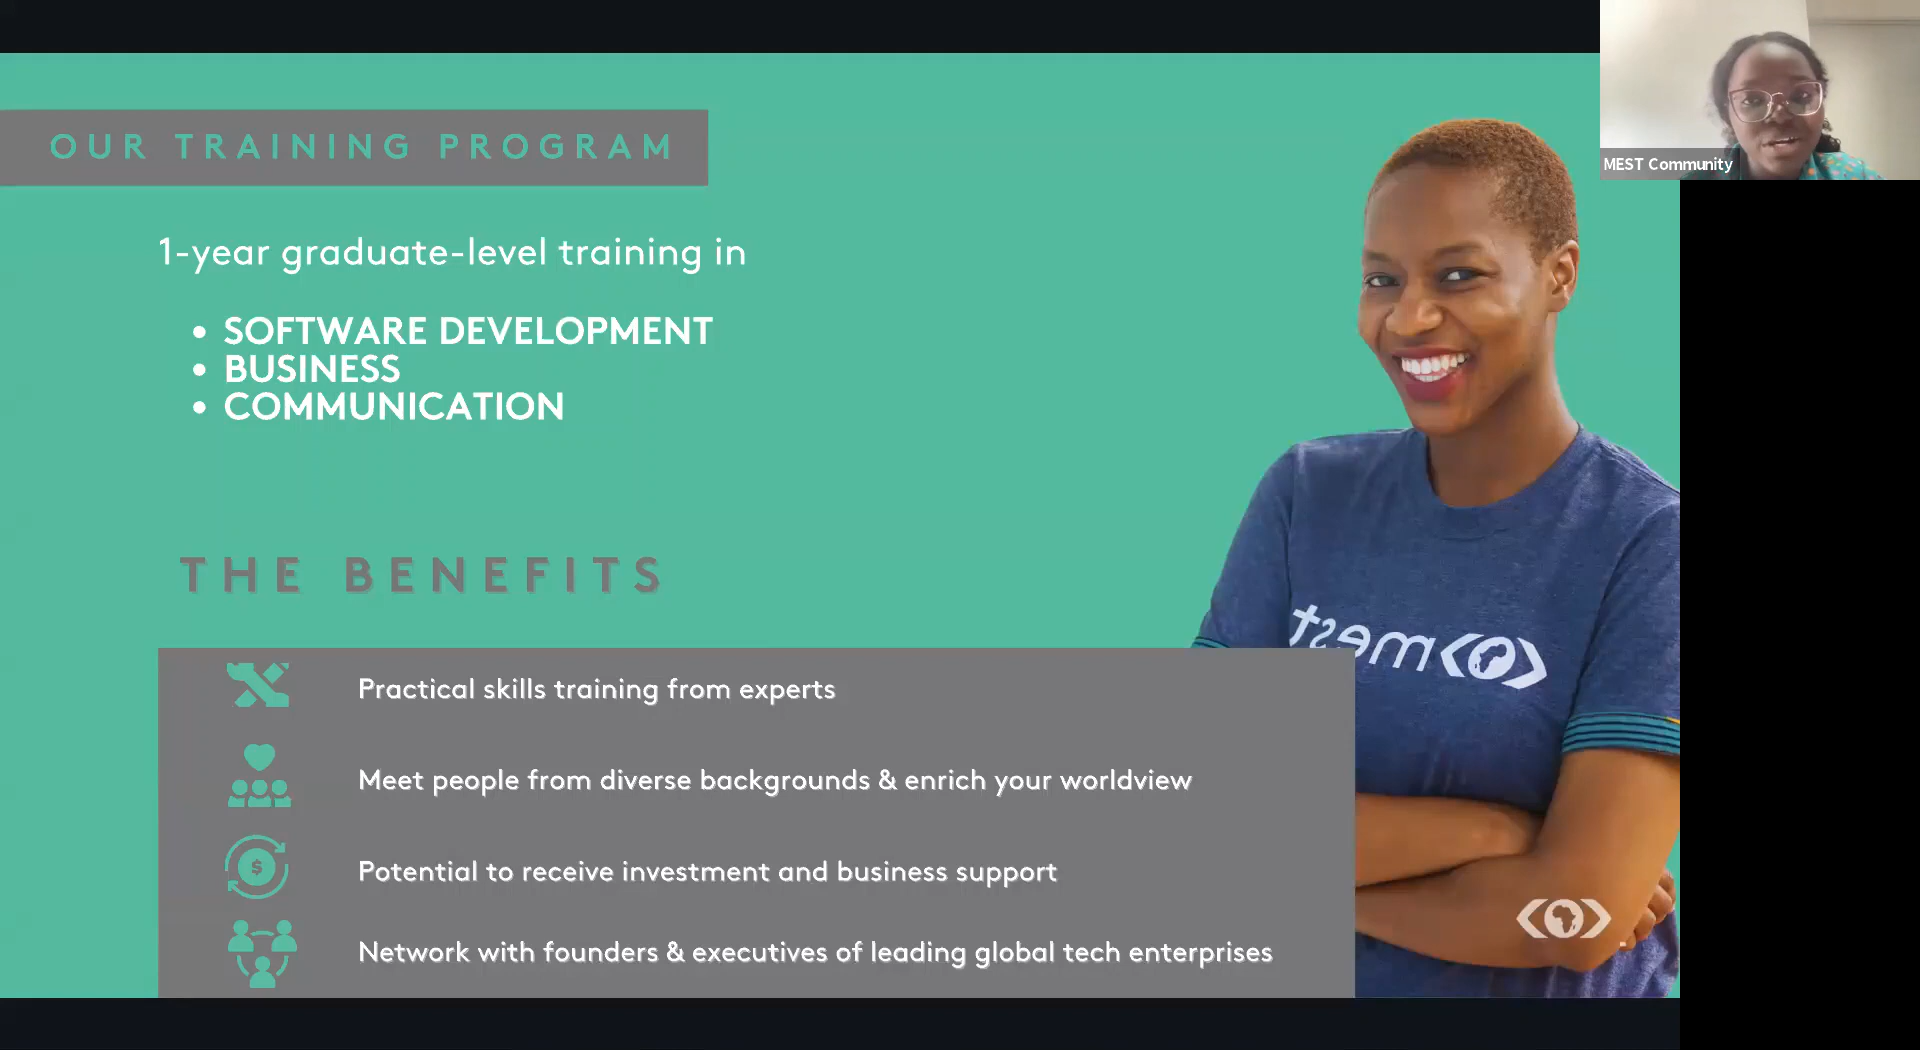 OUR TRAINING PROGRAM
MEST Community
1-year graduate-level training in
• SOFTWARE DEVELOPMENT
• BUSINESS
• COMMUNICATION
THE BENEFITS
mest
Practical skills training from experts
Meet people from diverse backgrounds & enrich your worldview
$
Potential to receive investment and business support
Network with founders & executives of leading global tech enterprises